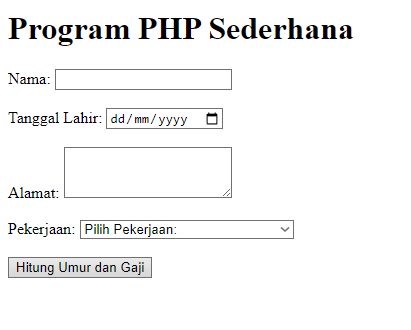 Program PHP Sederhana
Nama:
Tanggal Lahir: dd/mm/yyyy
Alamat:
Pekerjaan: Pilih Pekerjaan:
Hitung Umur dan Gaji